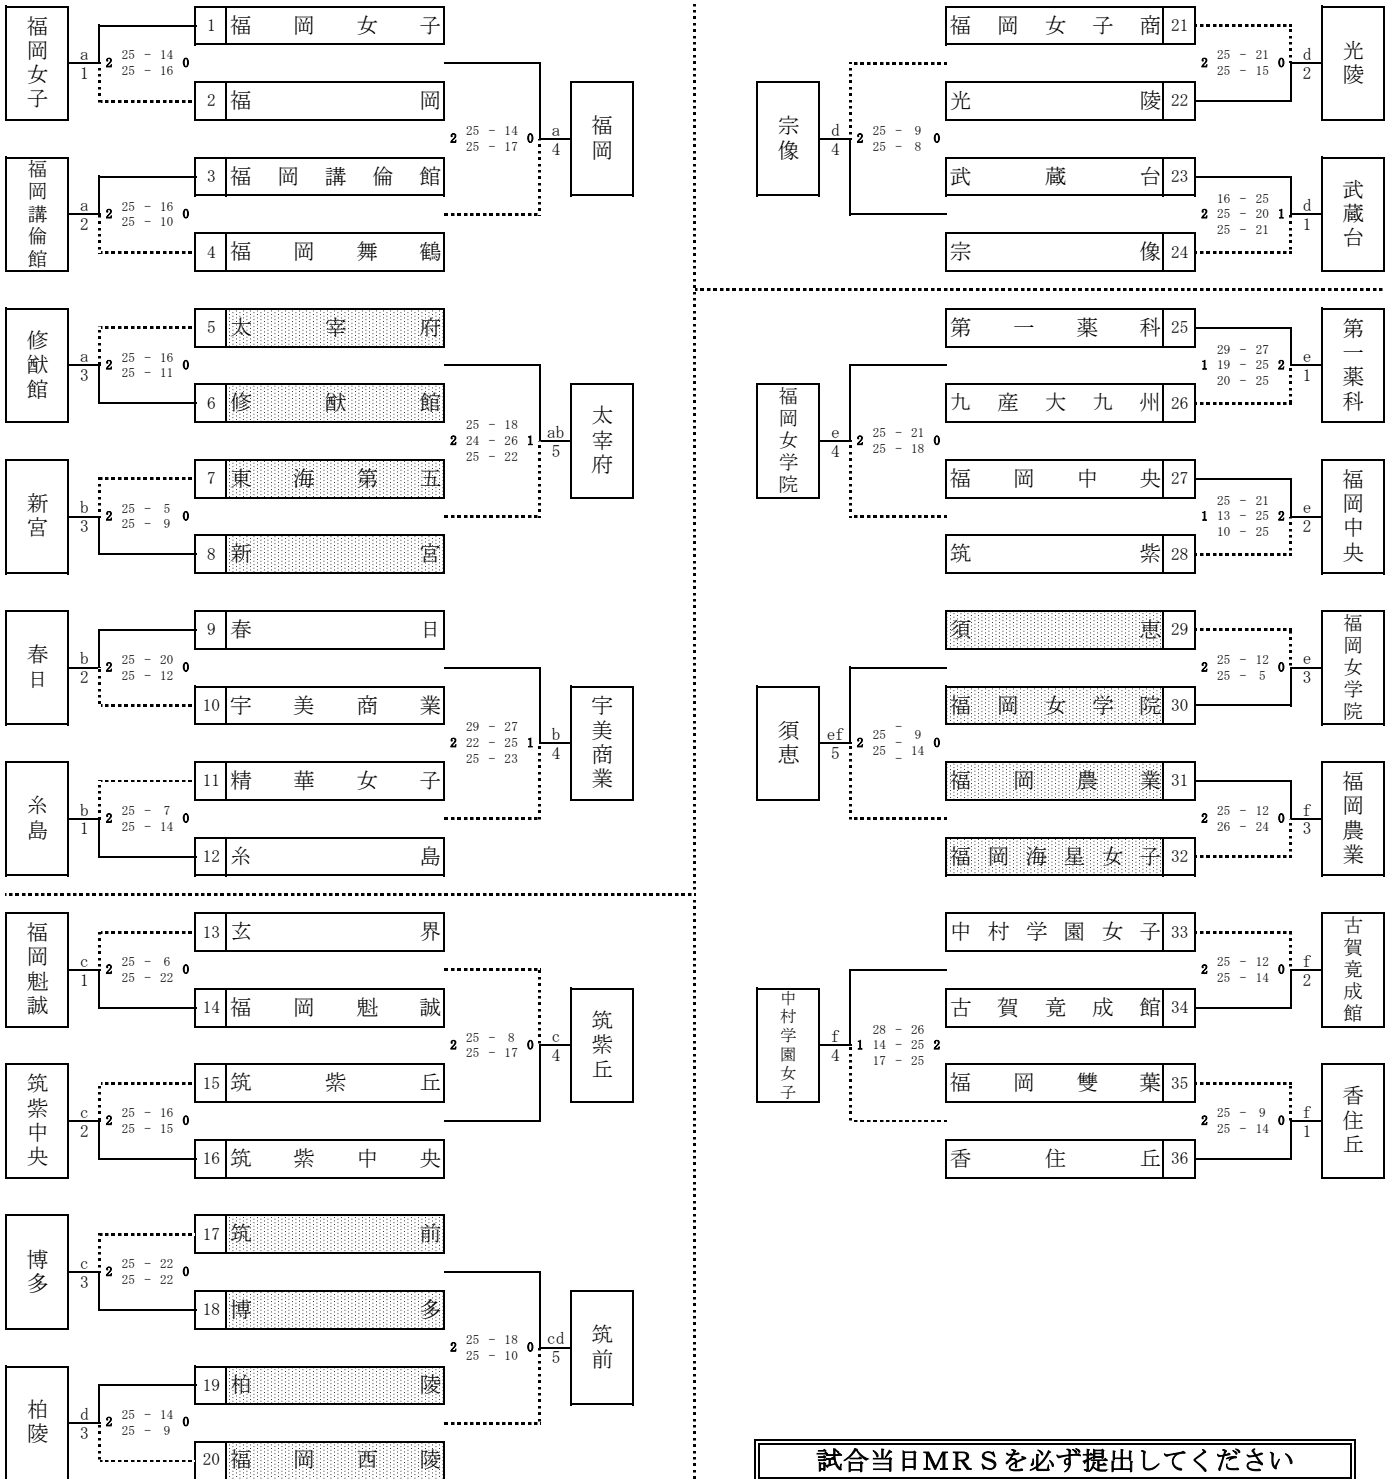 福岡女子
a
1
2 25 - 14 0
25 - 16
1 福岡女子
2 福岡
2 25 - 14 0
25 - 17
a
4
福岡
福岡講倫館
a
2
2 25 - 16 0
25 - 10
3 福岡講倫館
4 福岡舞鶴
修猷館
a
3
2 25 - 16 0
25 - 11
5 太宰府
6 修猷館
25 - 18
2 24 - 26 1
25 - 22
ab
5
太宰府
新宮
b
3
2 25 - 5 0
25 - 9
7 東海第五
8 新宮
春日
b
2
2 25 - 20 0
25 - 12
9 春日
10 宇美商業
29 - 27
2 22 - 25 1
25 - 23
b
4
宇美商業
糸島
b
1
2 25 - 7 0
25 - 14
11 精華女子
12 糸島
福岡魁誠
c
1
2 25 - 6 0
25 - 22
13 玄界
14 福岡魁誠
2 25 - 8 0
25 - 17
c
4
筑紫丘
筑紫中央
c
2
2 25 - 16 0
25 - 15
15 筑紫丘
16 筑紫中央
博多
c
3
2 25 - 22 0
25 - 22
17 筑前
18 博多
2 25 - 18 0
25 - 10
cd
5
筑前
柏陵
d
3
2 25 - 14 0
25 - 9
19 柏陵
20 福岡西陵
宗像
d
4
2 25 - 9 0
25 - 8
福岡女子商 21
光陵 22
2 25 - 21 0
25 - 15
d
2
光陵
武蔵台 23
宗像 24
16 - 25
2 25 - 20 1
25 - 21
d
1
武蔵台
福岡女学院
e
4
2 25 - 21 0
25 - 18
第一薬科 25
九産大九州 26
29 - 27
1 19 - 25 2
20 - 25
e
1
第一薬科
福岡中央 27
筑紫 28
25 - 21
1 13 - 25 2
10 - 25
e
2
福岡中央
須恵
ef
5
-
2 25 - 9 0
25 - 14
-
須恵 29
福岡女学院 30
2 25 - 12 0
25 - 5
e
3
福岡女学院
福岡農業 31
福岡海星女子 32
2 25 - 12 0
26 - 24
f
3
福岡農業
中村学園女子
f
4
28 - 26
1 14 - 25 2
17 - 25
中村学園女子 33
古賀竟成館 34
2 25 - 12 0
25 - 14
f
2
古賀竟成館
福岡雙葉 35
香住丘 36
2 25 - 9 0
25 - 14
f
1
香住丘
試合当日MRSを必ず提出してください